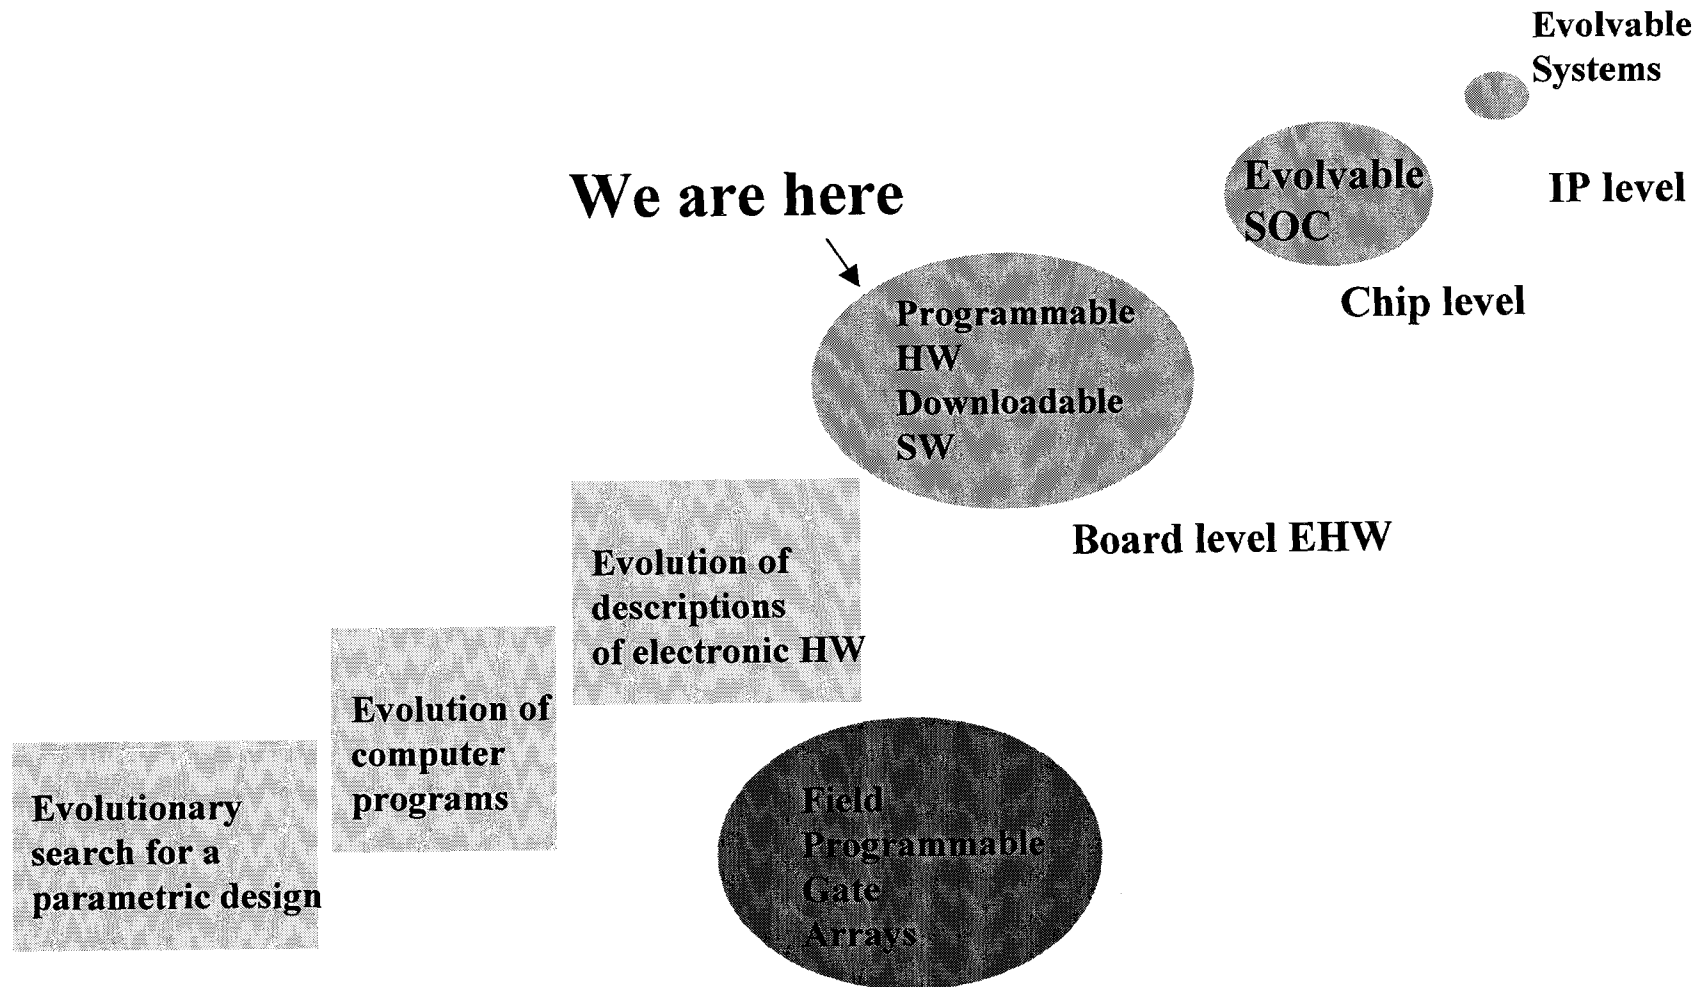 Evolvable
Systems
Evolvable
SOC
IP level
We are here
Chip level
Programmable
HW
Downloadable
SW
Board level EHW
Evolution of
descriptions
of electronic HW
Evolution of
computer
programs
Evolutionary
search for a
parametric design
Field
Programmable
Gate
Arrays